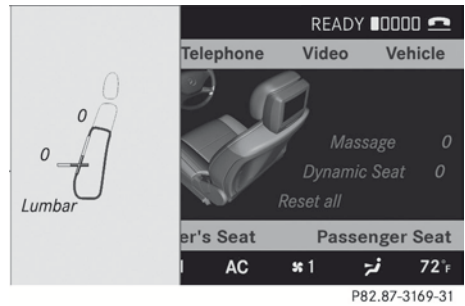 READY 0000
Telephone Video Vehicle
0
0
Lumbar
Massage 0
Dynamic Seat 0
Reset all
er's Seat Passenger Seat
AC 1 72°F
P82.87-3169-31